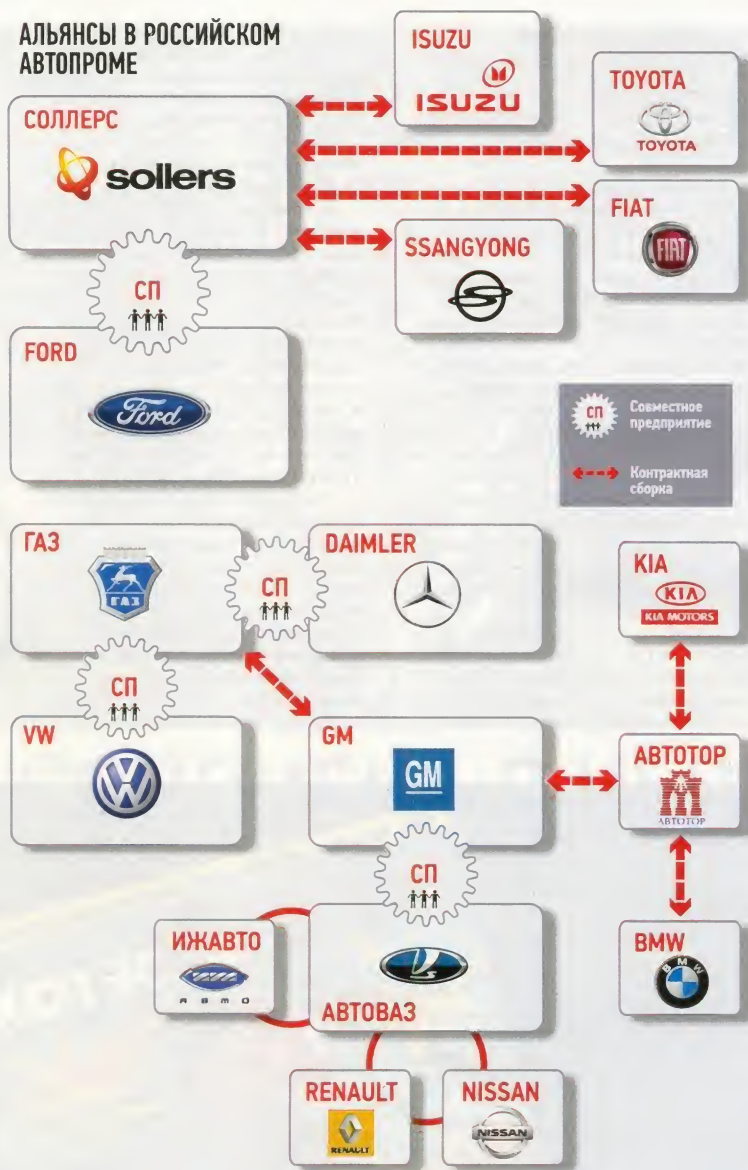 АЛЬЯНСЫ В РОССИЙСКОМ
АВТОПРОМЕ
ISUZU
ISUZU
TOYOTA
TOYOTA
СОЛЛЕРС
sollers
FIAT
FIAT
SSANGYONG
СП
FORD
Ford
СП
Совместное
предприятие
Контрактная
сборка
ГАЗ
ГАЗ
СП
DAIMLER
KIA
KIA
KIA MOTORS
СП
VW
GM
GM
АВТОТОР
АВТОТОР
СП
ИЖАВТО
АВТО
АВТОВАЗ
BMW
BMW
RENAULT
RENAULT
NISSAN
NISSAN